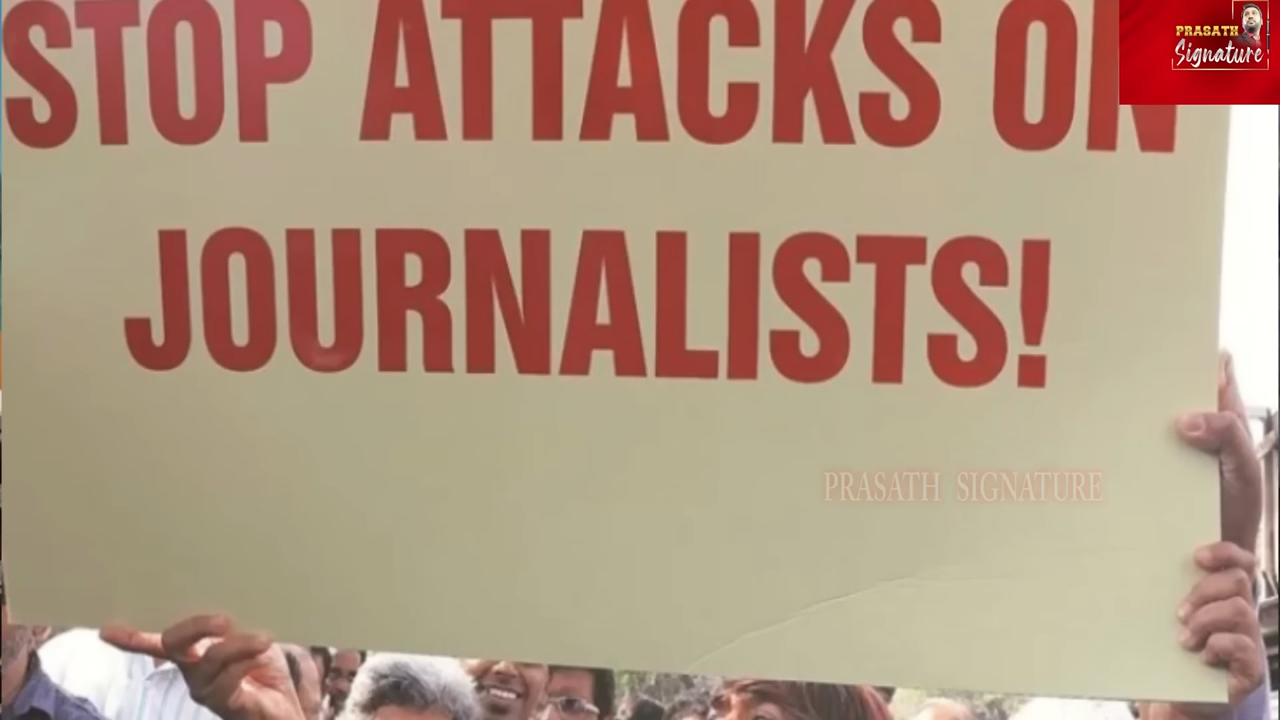 STOP ATTACKS ON
JOURNALISTS!
PRASATH
Signature
PRASATH SIGNATURE